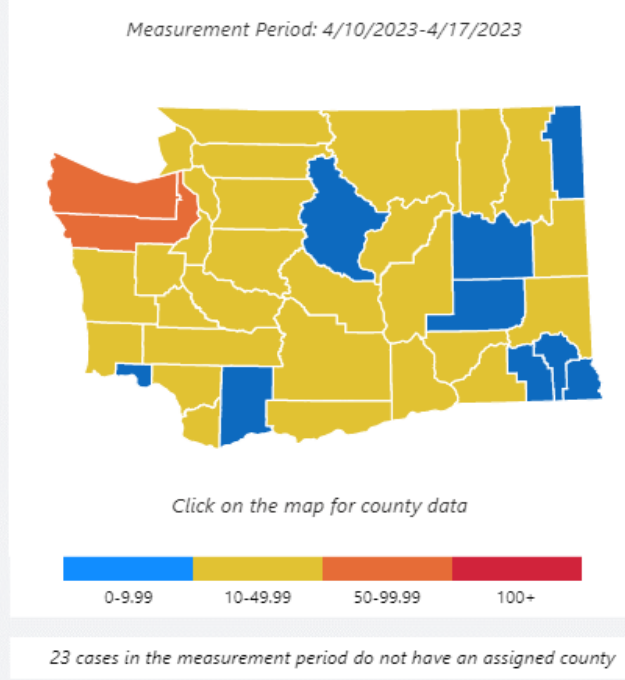 Measurement Period: 4/10/2023-4/17/2023
Click on the map for county data
0-9.99 10-49.99 50-99.99 100+
23 cases in the measurement period do not have an assigned county